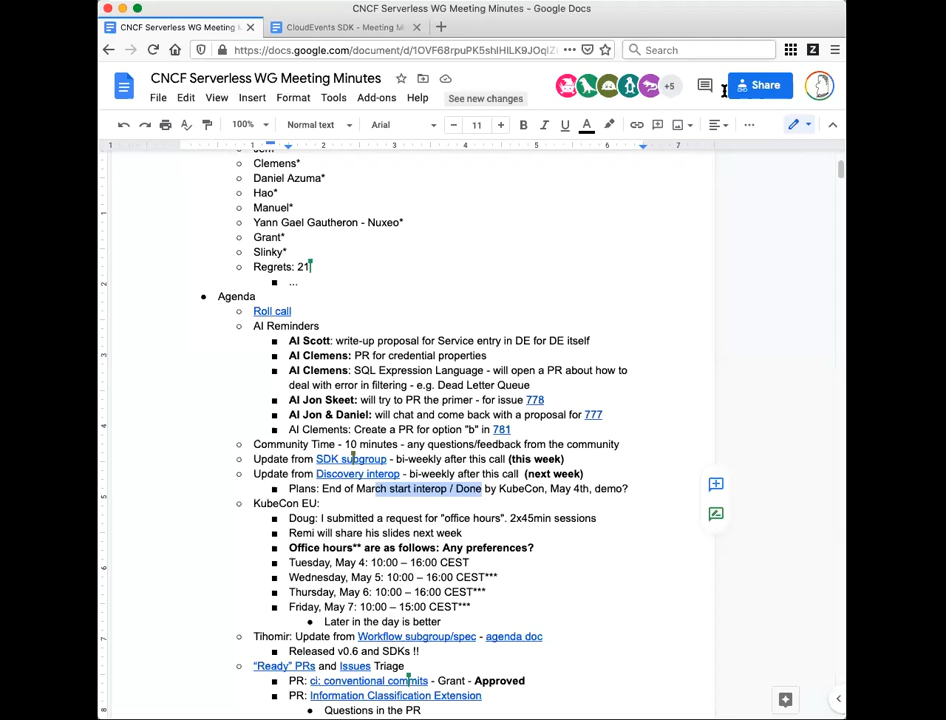 CNCF Serverless WG Meeting Minutes - Google Docs
CNCF Serverless WG Meeting Minutes
CloudEvents SDK - Meeting M
https://docs.google.com/document/d/1OVF68rpuPK5shIHILK9JOqIZ
Search
CNCF Serverless WG Meeting Minutes
+5
Share
File Edit View Insert Format Tools Add-ons Help See new changes
100% Normal text Arial 11
1 1 2 3 4 5 6 7
Clemens*
Daniel Azuma*
Hao*
Manuel*
Yann Gael Gautheron - Nuxeo*
Grant*
Slinky*
Regrets: 21
...
Agenda
Roll call
AI Reminders
AI Scott: write-up proposal for Service entry in DE for DE itself
AI Clemens: PR for credential properties
AI Clemens: SQL Expression Language - will open a PR about how to
deal with error in filtering - e.g. Dead Letter Queue
AI Jon Skeet: will try to PR the primer - for issue 778
AI Jon & Daniel: will chat and come back with a proposal for 777
AI Clements: Create a PR for option "b" in 781
Community Time - 10 minutes - any questions/feedback from the community
Update from SDK subgroup - bi-weekly after this call (this week)
Update from Discovery interop - bi-weekly after this call (next week)
Plans: End of March start interop / Done by KubeCon, May 4th, demo?
KubeCon EU:
Doug: I submitted a request for "office hours". 2x45min sessions
Remi will share his slides next week
Office hours** are as follows: Any preferences?
Tuesday, May 4: 10:00 – 16:00 CEST
Wednesday, May 5: 10:00 – 16:00 CEST***
Thursday, May 6: 10:00 – 16:00 CEST***
Friday, May 7: 10:00 – 15:00 CEST***
Later in the day is better
Tihomir: Update from Workflow subgroup/spec - agenda doc
Released v0.6 and SDKs !!
“Ready” PRs and Issues Triage
PR: ci: conventional commits - Grant - Approved
PR: Information Classification Extension
Questions in the PR